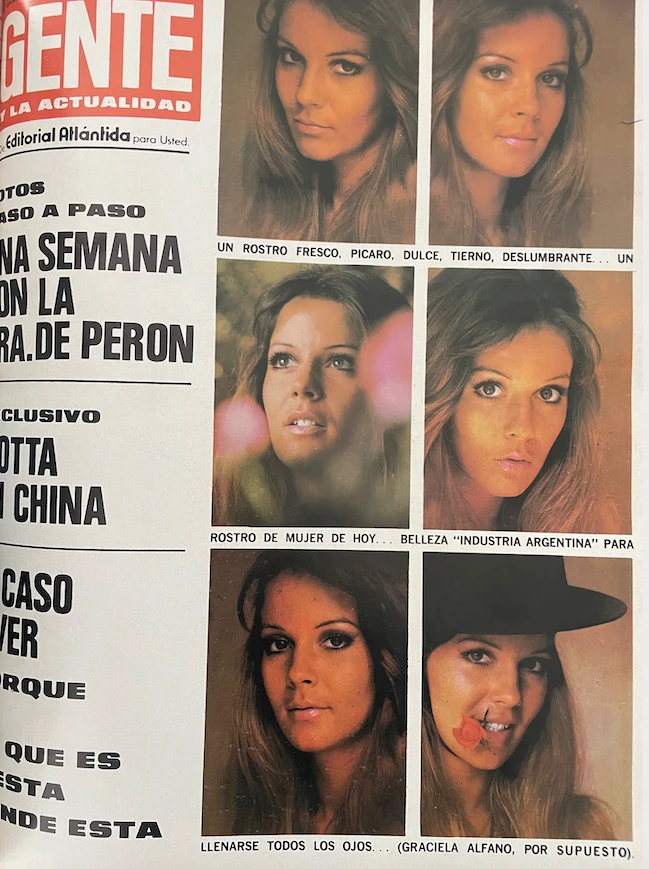 GENTE
Y LA ACTUALIDAD
Editorial Atlántida para Usted.
OTOS
ASO A PASO
NA SEMANA
ON LA
RA. DE PERON
CLUSIVO
OTTA
CHINA
CASO
VER
ORQUE
QUE ES
ESTA
NDE ESTA
UN ROSTRO FRESCO, PICARO, DULCE, TIERNO, DESLUMBRANTE... UN
ROSTRO DE MUJER DE HOY... BELLEZA "INDUSTRIA ARGENTINA" PARA
LLENARSE TODOS LOS OJOS... (GRACIELA ALFANO, POR SUPUESTO).